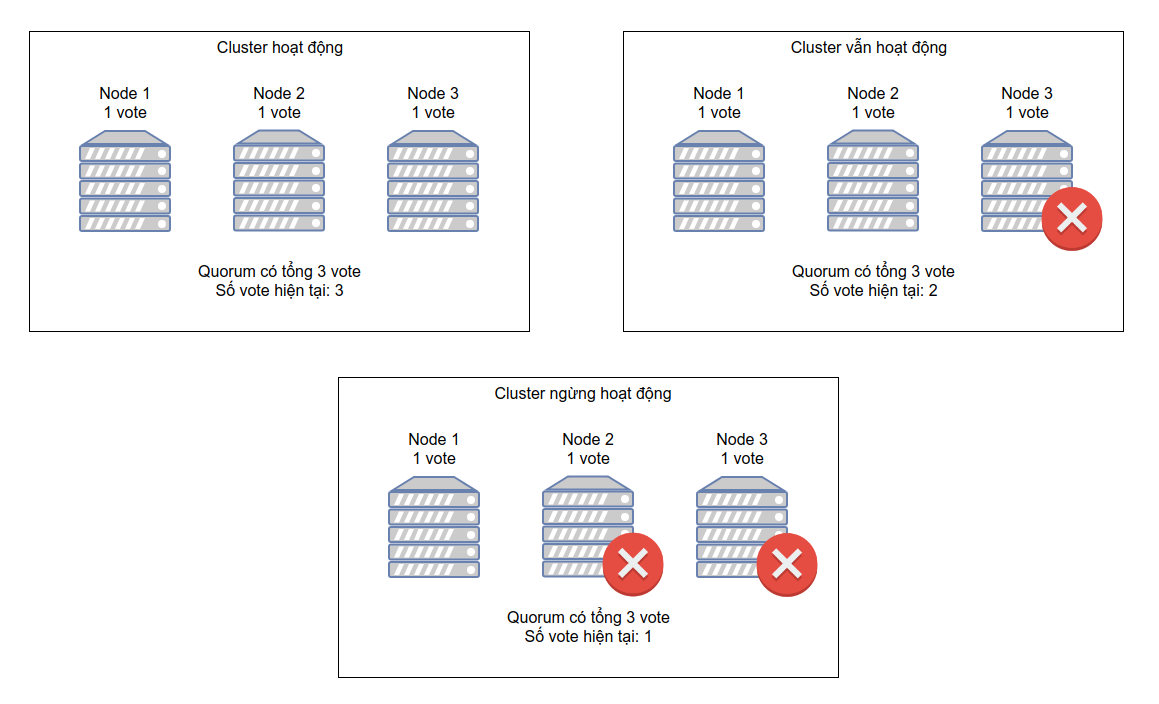 Cluster hoạt động
Node 1
1 vote
Node 2
1 vote
Node 3
1 vote
Quorum có tổng 3 vote
Số vote hiện tại: 3
Cluster vẫn hoạt động
Node 1
1 vote
Node 2
1 vote
Node 3
1 vote
Quorum có tổng 3 vote
Số vote hiện tại: 2
Cluster ngừng hoạt động
Node 1
1 vote
Node 2
1 vote
Node 3
1 vote
Quorum có tổng 3 vote
Số vote hiện tại: 1